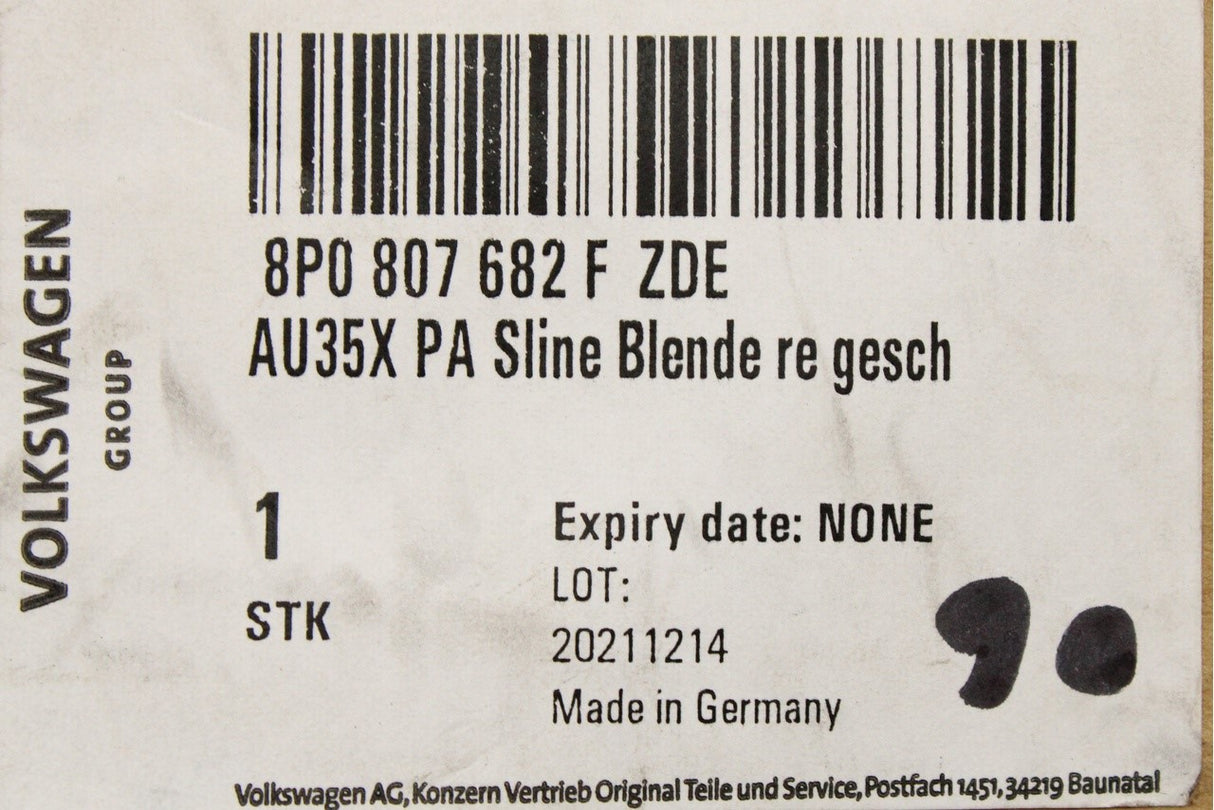 VOLKSWAGEN
GROUP
8P0 807 682 F ZDE
AU35X PA Sline Blende re gesch
1
STK
Expiry date: NONE
LOT:
20211214
Made in Germany
90
Volkswagen AG, Konzern Vertrieb Original Teile und Service, Postfach 1451, 34219 Baunatal